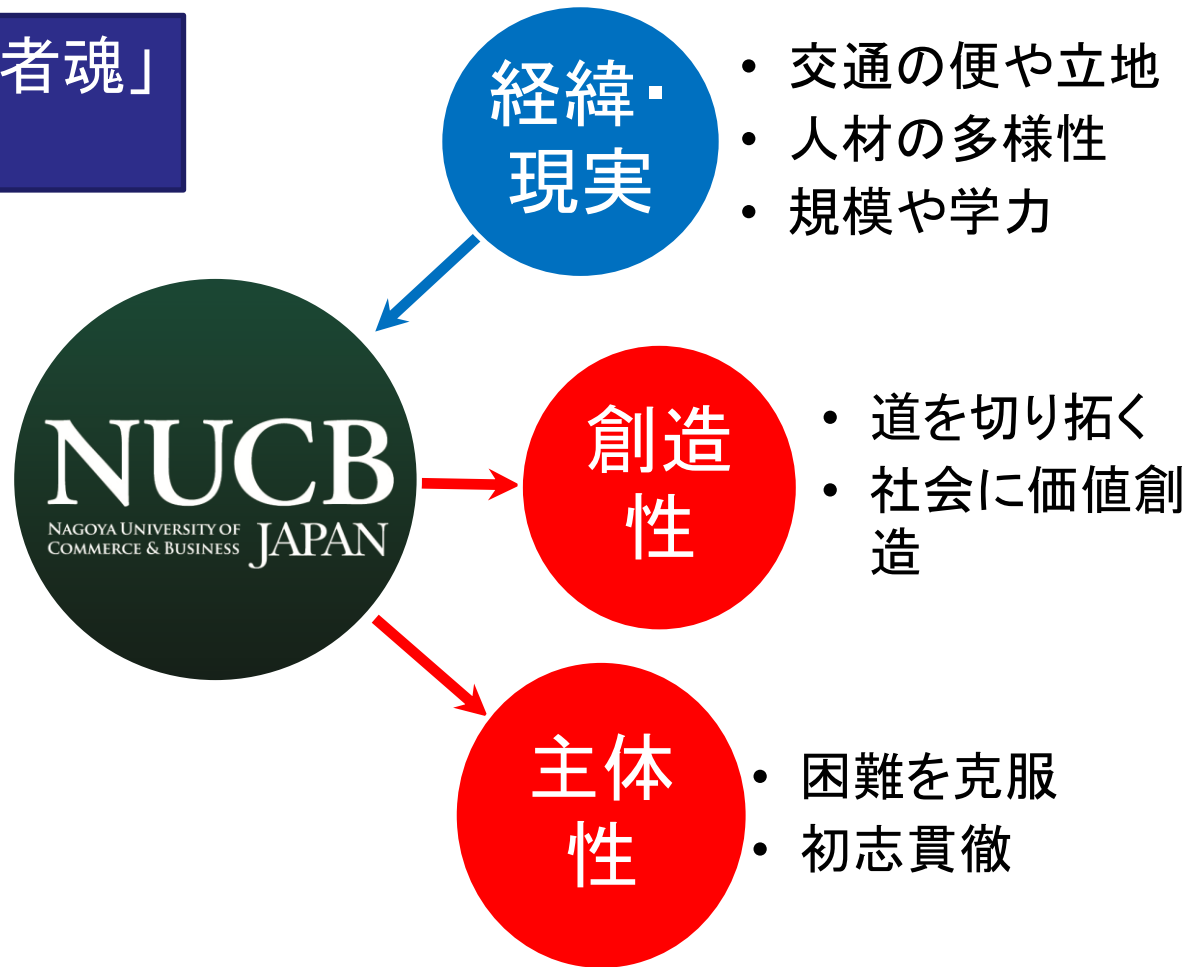 者魂」
経緯・
現実
• 交通の便や立地
• 人材の多様性
• 規模や学力
NUCB
NAGOYA UNIVERSITY OF
COMMERCE & BUSINESS
JAPAN
創造
性
• 道を切り拓く
• 社会に価値創
造
主体
性
• 困難を克服
• 初志貫徹